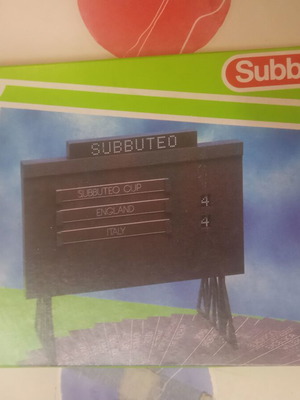 Subb
SUBBUTEO
SUBBUTEO CUP
ENGLAND 4
ITALY 4